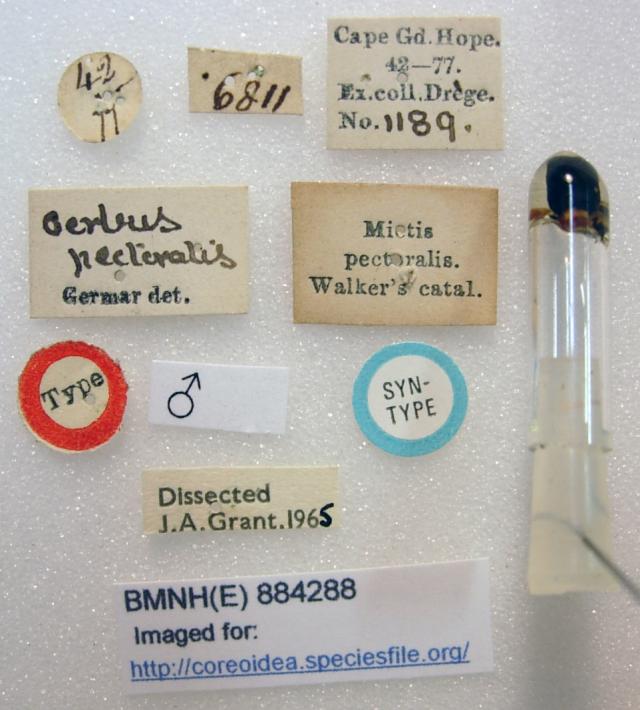 42
77
6811
Cape Gd. Hope.
42—77.
Ex. coll. Drège.
No. 1189.
Cerbus
pectoralis
Germar det.
Mictis
pectoralis.
Walker's catal.
Type
♂
SYN-
TYPE
Dissected
J.A.Grant.1965
BMNH(E) 884288
Imaged for:
http://coreoidea.speciesfile.org/